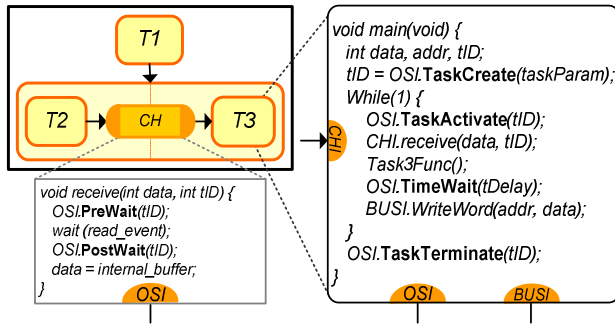 T1
T2
CH
T3
void receive(int data, int tID) {
OSI.PreWait(tID);
wait (read_event);
OSI.PostWait(tID);
data = internal_buffer;
}
OSI
void main(void) {
int data, addr, tID;
tID = OSI.TaskCreate(taskParam);
While(1) {
OSI.TaskActivate(tID);
CHI.receive(data, tID);
Task3Func();
OSI.TimeWait(tDelay);
BUSI.WriteWord(addr, data);
}
OSI.TaskTerminate(tID);
}
CHI
OSI
BUSI